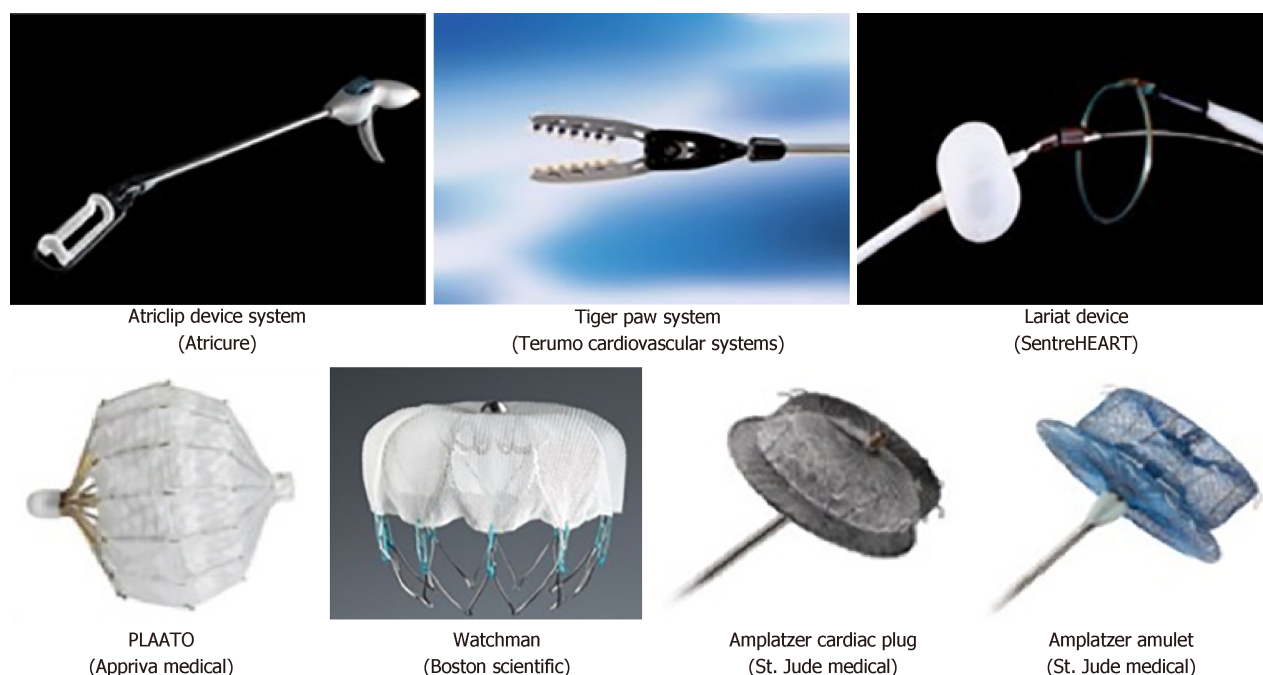 Atriclip device system
(Atricure)
Tiger paw system
(Terumo cardiovascular systems)
Lariat device
(SentreHEART)
PLAATO
(Appriva medical)
Watchman
(Boston scientific)
Amplatzer cardiac plug
(St. Jude medical)
Amplatzer amulet
(St. Jude medical)